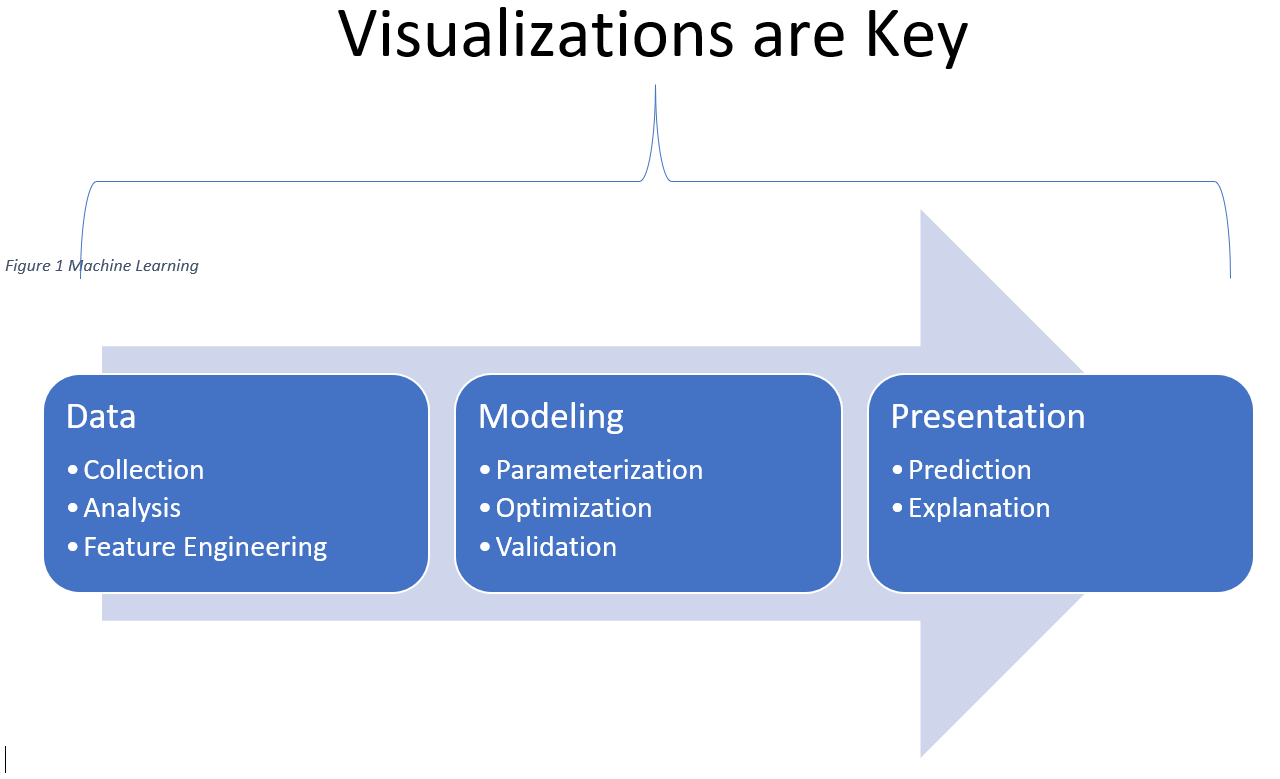 Visualizations are Key
Figure 1 Machine Learning
Data
• Collection
• Analysis
• Feature Engineering
Modeling
• Parameterization
• Optimization
• Validation
Presentation
• Prediction
• Explanation